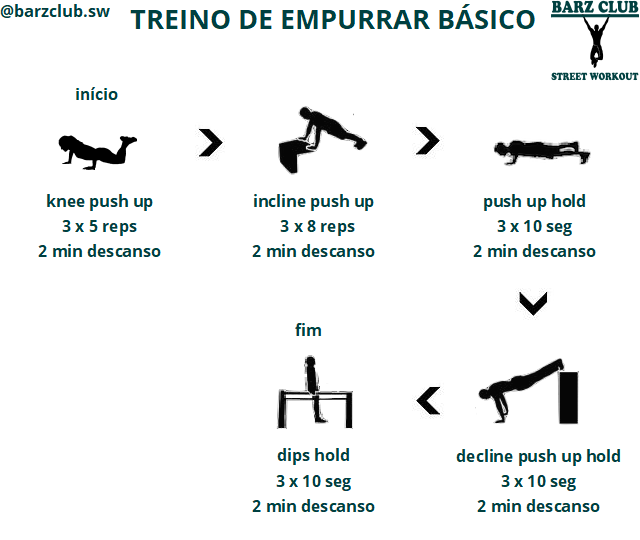 @barzclub.sw
TREINO DE EMPURRAR BÁSICO
BARZ CLUB
STREET WORKOUT
início
knee push up
3 x 5 reps
2 min descanso
incline push up
3 x 8 reps
2 min descanso
push up hold
3 x 10 seg
2 min descanso
decline push up hold
3 x 10 seg
2 min descanso
fim
dips hold
3 x 10 seg
2 min descanso